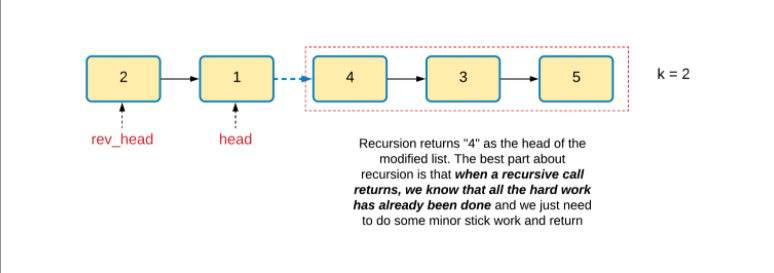 2 1 4 3 5 k = 2
rev_head head
Recursion returns "4" as the head of the
modified list. The best part about
recursion is that when a recursive call
returns, we know that all the hard work
has already been done and we just need
to do some minor stick work and return